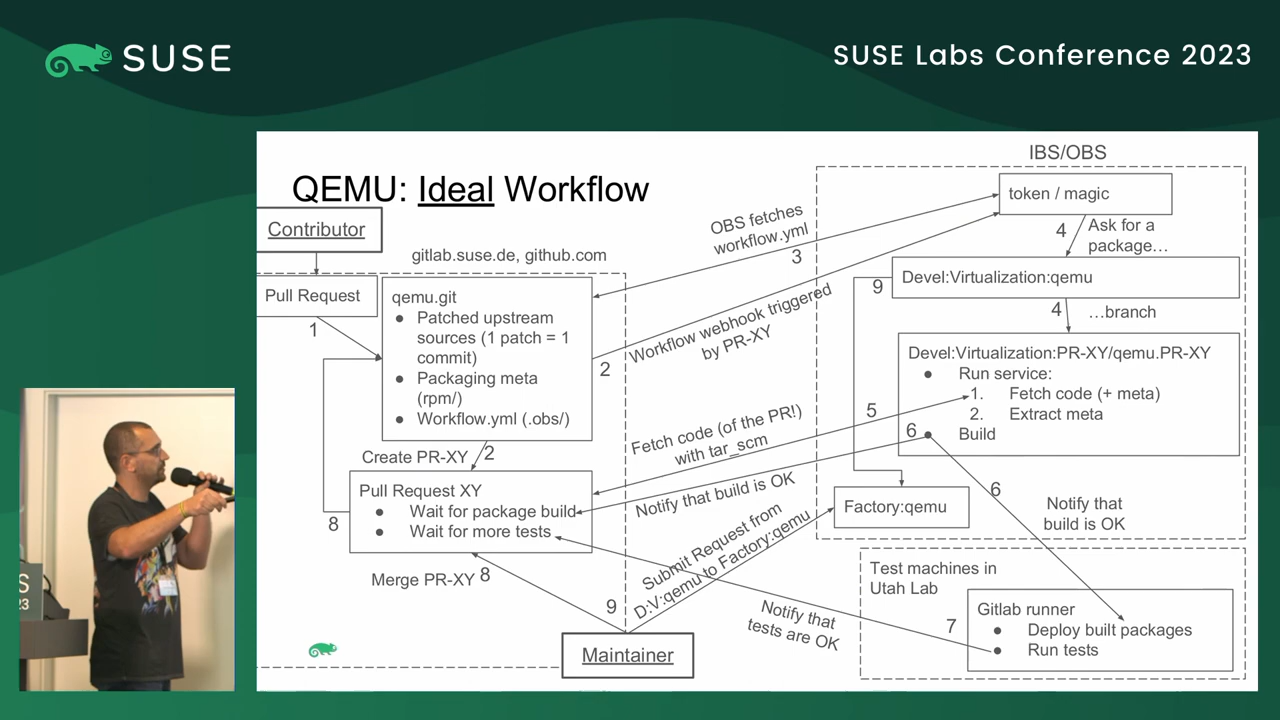 SUSE
SUSE Labs Conference 2023
IBS/OBS
QEMU: Ideal Workflow
Contributor
gitlab.suse.de, github.com
Pull Request
1
qemu.git
● Patched upstream
sources (1 patch = 1
commit)
● Packaging meta
(rpm/)
● Workflow.yml (.obs/)
OBS fetches
workflow.yml
3
2
Workflow webhook triggered
by PR-XY
token / magic
4
Ask for a
package…
Devel:Virtualization:qemu
9
4
…branch
Devel:Virtualization:PR-XY/qemu.PR-XY
● Run service:
1. Fetch code (+ meta)
2. Extract meta
● Build
5
6
Fetch code (of the PR!)
with tar_scm
Create PR-XY
2
Pull Request XY
● Wait for package build
● Wait for more tests
8
Notify that build is OK
Factory:qemu
6
Notify that
build is OK
Merge PR-XY
8
9
Submit Request from
D:V:qemu to Factory:qemu
Maintainer
Notify that
tests are OK
7
Test machines in
Utah Lab
Gitlab runner
● Deploy built packages
● Run tests
S
23